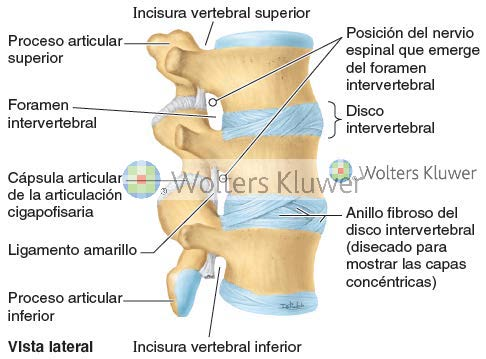 Incisura vertebral superior
Proceso articular
superior
Foramen
intervertebral
Cápsula articular
de la articulación
cigapofisaria
Ligamento amarillo
Proceso articular
inferior
Vista lateral
Incisura vertebral inferior
Posición del nervio
espinal que emerge
del foramen
intervertebral
Disco
intervertebral
Wolters Kluwer
Wolters Kluwer
Anillo fibroso del
disco intervertebral
(disecado para
mostrar las capas
concéntricas)